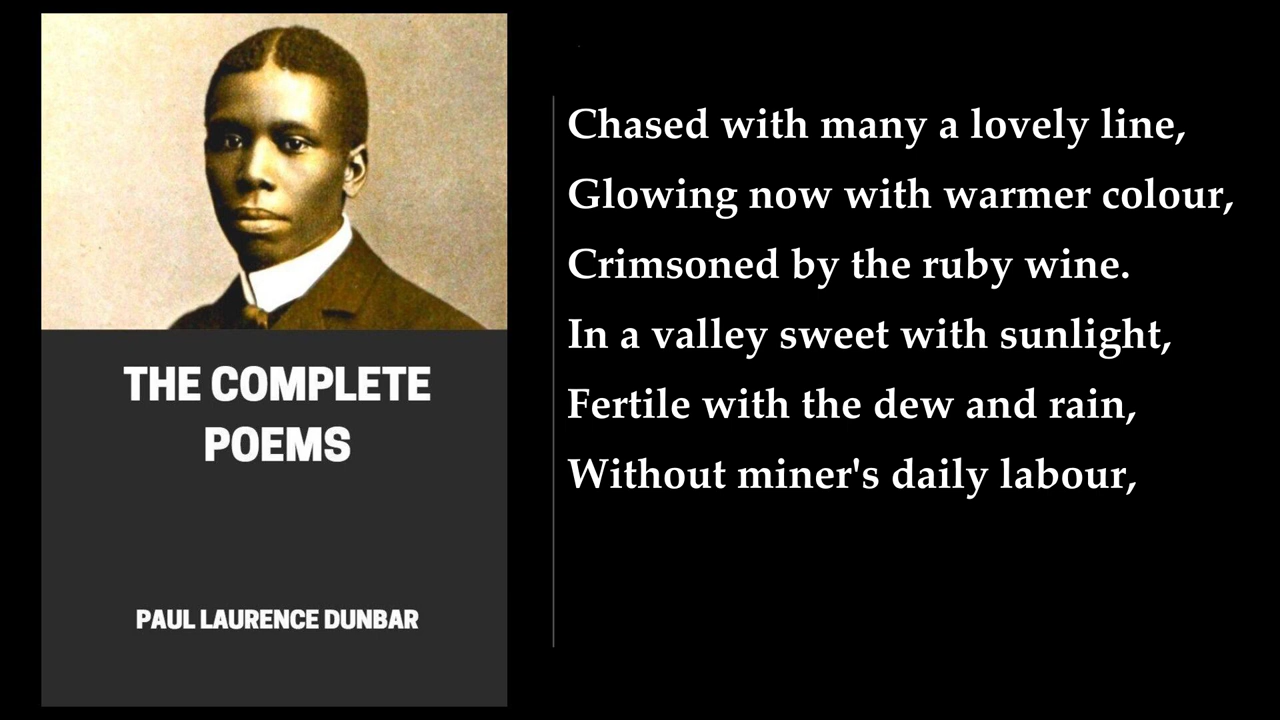 THE COMPLETE
POEMS
PAUL LAURENCE DUNBAR
Chased with many a lovely line,
Glowing now with warmer colour,
Crimsoned by the ruby wine.
In a valley sweet with sunlight,
Fertile with the dew and rain,
Without miner's daily labour,